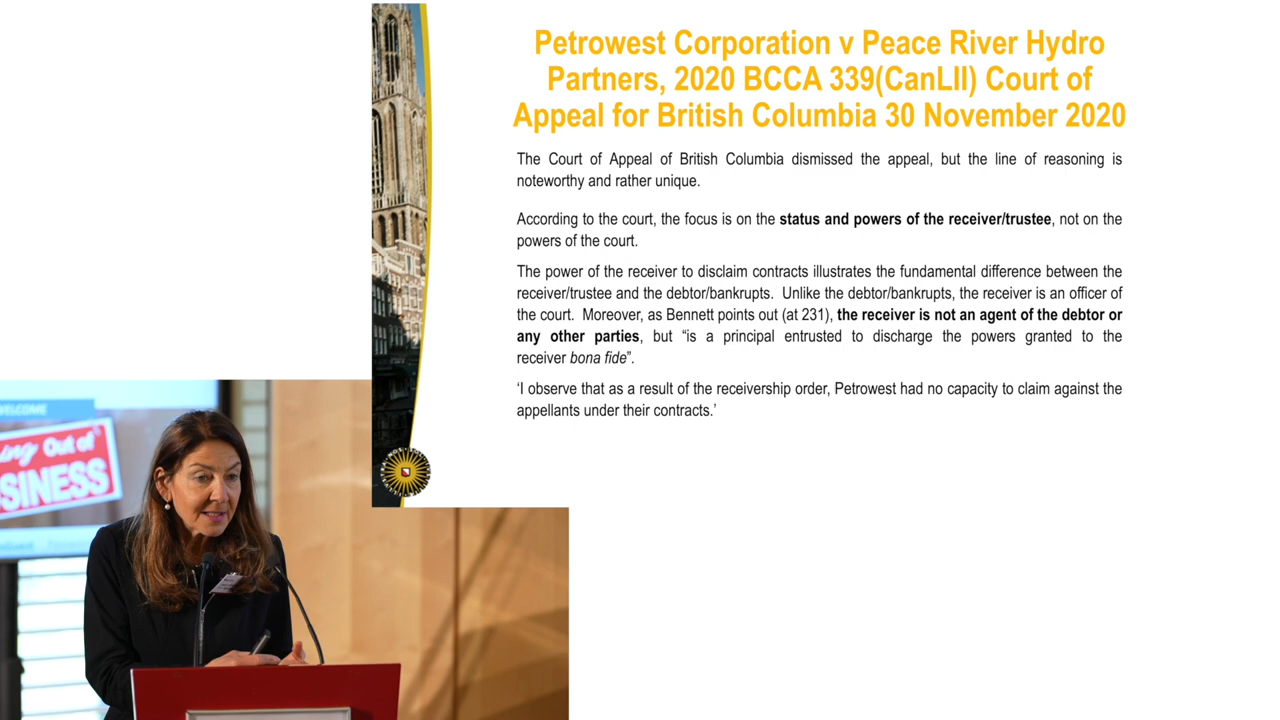 Petrowest Corporation v Peace River Hydro
Partners, 2020 BCCA 339(CanLII) Court of
Appeal for British Columbia 30 November 2020
The Court of Appeal of British Columbia dismissed the appeal, but the line of reasoning is
noteworthy and rather unique.
According to the court, the focus is on the status and powers of the receiver/trustee, not on the
powers of the court.
The power of the receiver to disclaim contracts illustrates the fundamental difference between the
receiver/trustee and the debtor/bankrupts. Unlike the debtor/bankrupts, the receiver is an officer of
the court. Moreover, as Bennett points out (at 231), the receiver is not an agent of the debtor or
any other parties, but “is a principal entrusted to discharge the powers granted to the
receiver bona fide”.
‘I observe that as a result of the receivership order, Petrowest had no capacity to claim against the
appellants under their contracts.’
WELCOME
ing Out of
SINESS